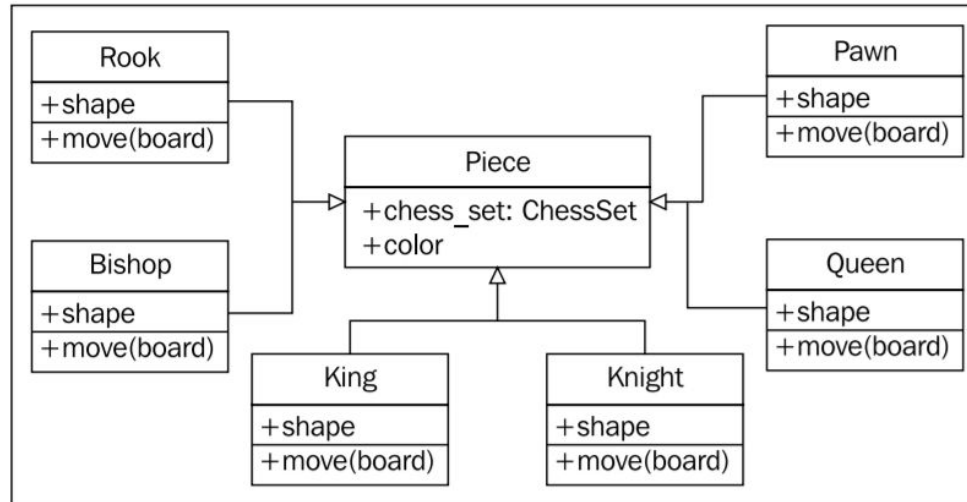 Rook
+shape
+move(board)
Pawn
+shape
+move(board)
Piece
+chess_set: ChessSet
+color
Bishop
+shape
+move(board)
Queen
+shape
+move(board)
King
+shape
+move(board)
Knight
+shape
+move(board)